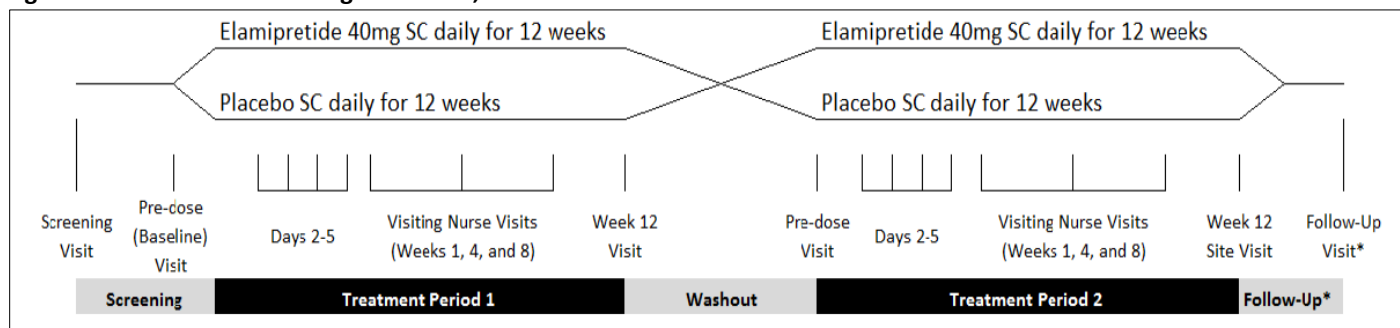 Elamipretide 40mg SC daily for 12 weeks
Elamipretide 40mg SC daily for 12 weeks
Placebo SC daily for 12 weeks
Placebo SC daily for 12 weeks
Screening
Visit
Pre-dose
(Baseline)
Visit
Days 2-5
Visiting Nurse Visits
(Weeks 1, 4, and 8)
Week 12
Visit
Pre-dose
Visit
Days 2-5
Visiting Nurse Visits
(Weeks 1, 4, and 8)
Week 12
Site Visit
Follow-Up
Visit*
Screening
Treatment Period 1
Washout
Treatment Period 2
Follow-Up*